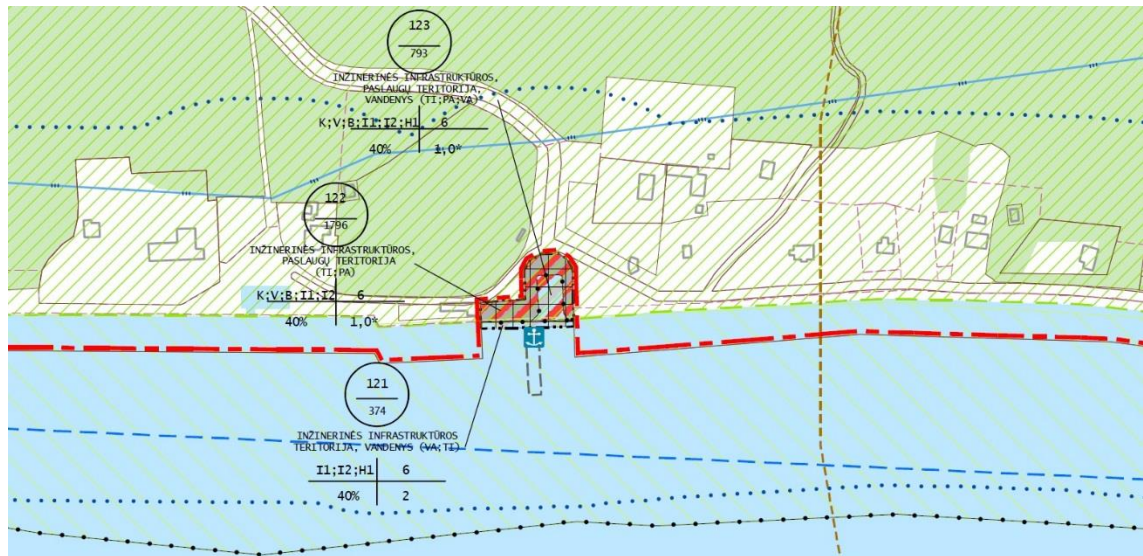 123
793
INŽINERINĖS INFRASTRUKTŪROS,
PASLAUGŲ TERITORIJA,
VANDENYS (TI;PA;VA)
K;V;B;I1;I2;H1 6
40% 1,0*
122
1796
INŽINERINĖS INFRASTRUKTŪROS,
PASLAUGŲ TERITORIJA
(TI;PA)
K;V;B;I1;I2 6
40% 1,0*
121
374
INŽINERINĖS INFRASTRUKTŪROS
TERITORIJA, VANDENYS (VA;TI)
I1;I2;H1 6
40% 2